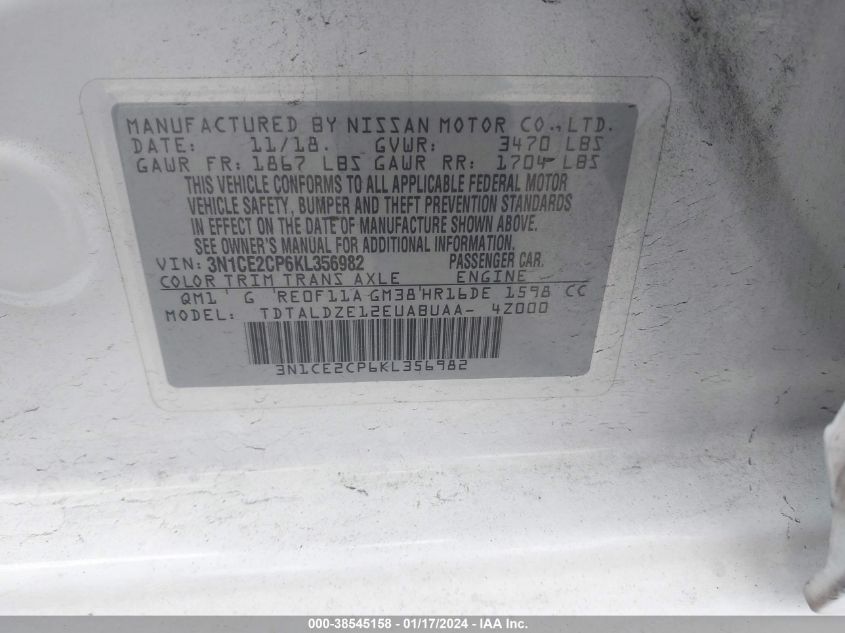 MANUFACTURED BY NISSAN MOTOR CO., LTD.
DATE: 11/18. GVWR: 3470 LBS
GAWR FR: 1867 LBS GAWR RR: 1704 LBS
THIS VEHICLE CONFORMS TO ALL APPLICABLE FEDERAL MOTOR
VEHICLE SAFETY, BUMPER AND THEFT PREVENTION STANDARDS
IN EFFECT ON THE DATE OF MANUFACTURE SHOWN ABOVE.
SEE OWNER'S MANUAL FOR ADDITIONAL INFORMATION.
VIN: 3N1CE2CP6KL356982 PASSENGER CAR.
COLOR TRIM TRANS AXLE ENGINE
QM1 G RE0F11A GM38 HR16DE 1598 CC
MODEL: TDTALDZE12EUABUAA- 4Z000
3N1CE2CP6KL356982
000-38545158 - 01/17/2024 - IAA Inc.